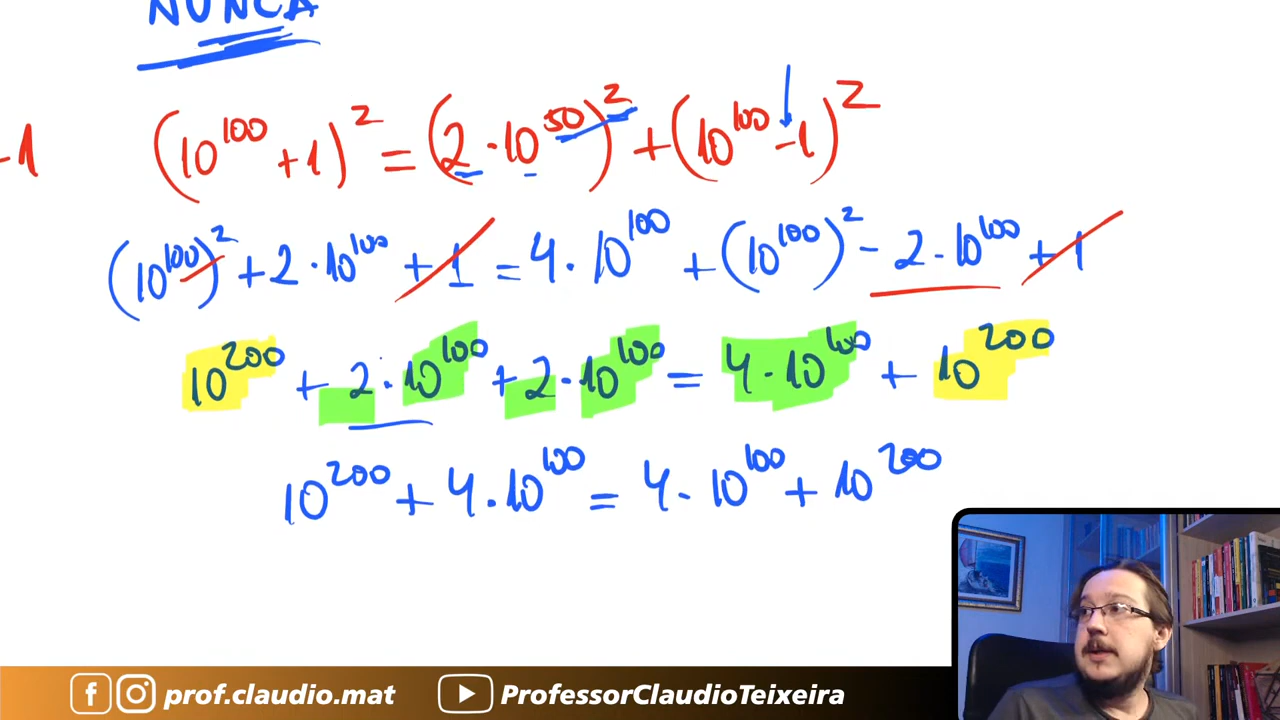 NUNCA
-1 (10^100 + 1)^2 = (2 · 10^50)^2 + (10^100 - 1)^2
(10^100)^2 + 2 · 10^100 + 1 = 4 · 10^100 + (10^100)^2 - 2 · 10^100 + 1
10^200 + 2 · 10^100 + 2 · 10^100 = 4 · 10^100 + 10^200
10^200 + 4 · 10^100 = 4 · 10^100 + 10^200
prof.claudio.mat ProfessorClaudioTeixeira